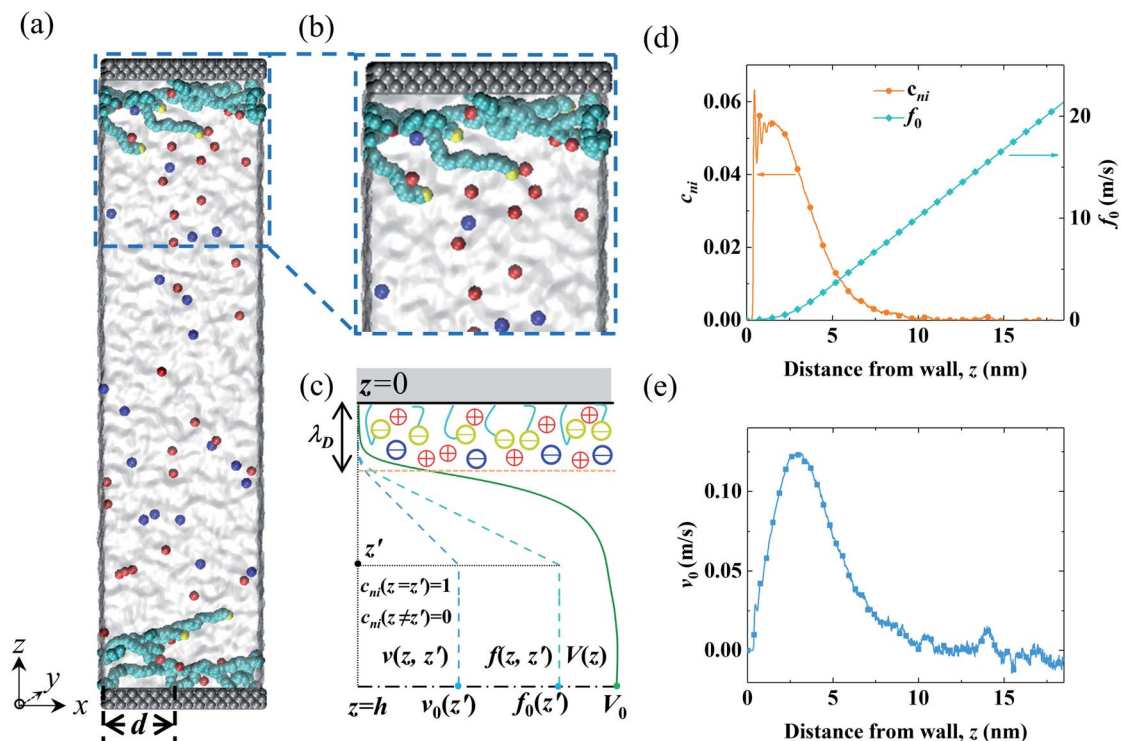 (a)
(b)
(d)
c_ni
f_0
0.06
0.04
0.02
0.00
c_ni
20
10
0
f_0 (m/s)
0
5
10
15
Distance from wall, z (nm)
(c)
z=0
λ_D
z'
c_ni(z=z')=1
c_ni(z≠z')=0
v(z, z')
f(z, z')
V(z)
z=h
v_0(z')
f_0(z')
V_0
(e)
0.10
0.05
0.00
v_0 (m/s)
0
5
10
15
Distance from wall, z (nm)
z
y
x
d